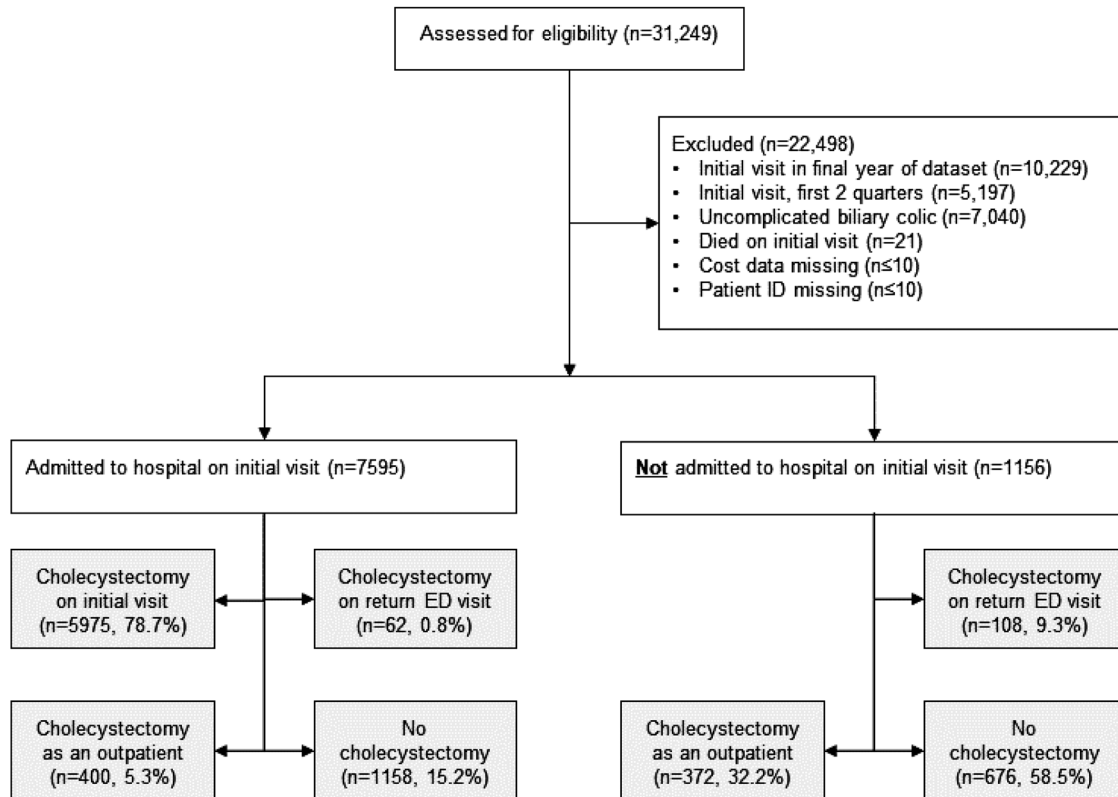 Assessed for eligibility (n=31,249)
Excluded (n=22,498)
• Initial visit in final year of dataset (n=10,229)
• Initial visit, first 2 quarters (n=5,197)
• Uncomplicated biliary colic (n=7,040)
• Died on initial visit (n=21)
• Cost data missing (n≤10)
• Patient ID missing (n≤10)
Admitted to hospital on initial visit (n=7595)
Not admitted to hospital on initial visit (n=1156)
Cholecystectomy
on initial visit
(n=5975, 78.7%)
Cholecystectomy
on return ED visit
(n=62, 0.8%)
Cholecystectomy
on return ED visit
(n=108, 9.3%)
Cholecystectomy
as an outpatient
(n=400, 5.3%)
No
cholecystectomy
(n=1158, 15.2%)
Cholecystectomy
as an outpatient
(n=372, 32.2%)
No
cholecystectomy
(n=676, 58.5%)